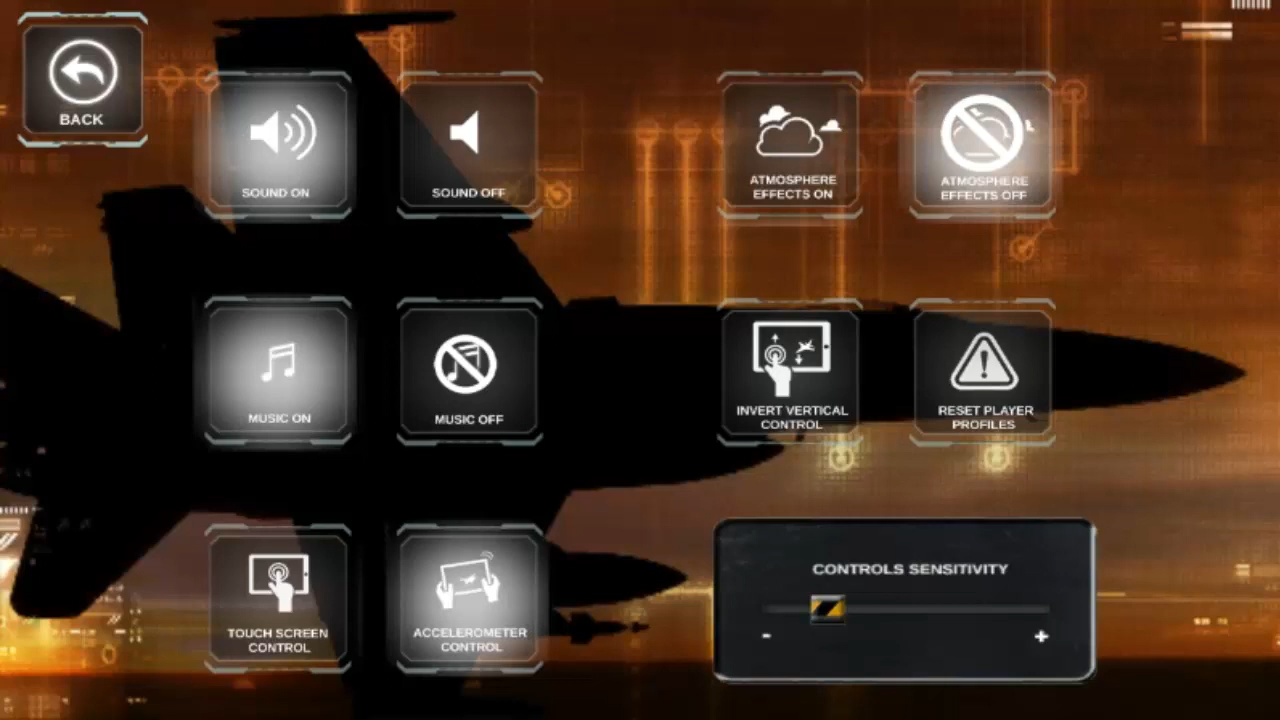 BACK
SOUND ON
SOUND OFF
ATMOSPHERE
EFFECTS ON
ATMOSPHERE
EFFECTS OFF
MUSIC ON
MUSIC OFF
INVERT VERTICAL
CONTROL
RESET PLAYER
PROFILES
TOUCH SCREEN
CONTROL
ACCELEROMETER
CONTROL
CONTROLS SENSITIVITY
- +